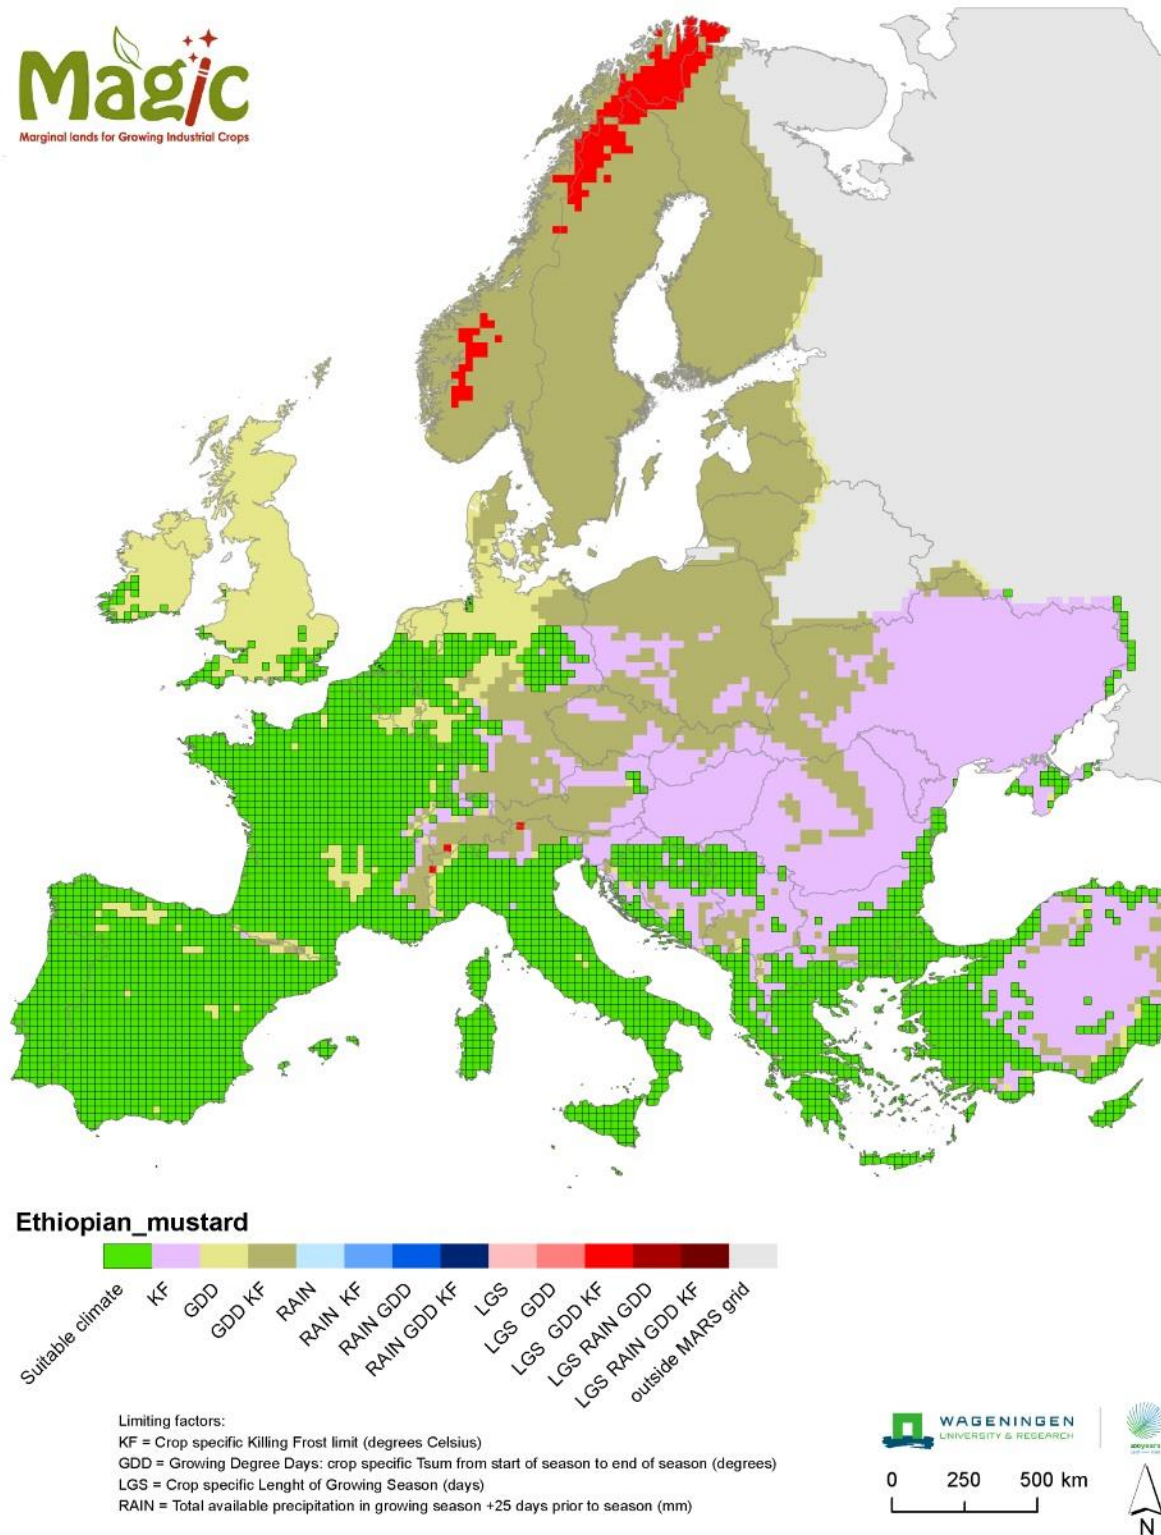 Magic
Marginal lands for Growing Industrial Crops
Ethiopian_mustard
Suitable climate
KF
GDD
GDD KF
RAIN
RAIN KF
RAIN GDD
RAIN GDD KF
LGS
LGS GDD
LGS GDD KF
LGS RAIN GDD
LGS RAIN GDD KF
outside MARS grid
Limiting factors:
KF = Crop specific Killing Frost limit (degrees Celsius)
GDD = Growing Degree Days: crop specific Tsum from start of season to end of season (degrees)
LGS = Crop specific Lenght of Growing Season (days)
RAIN = Total available precipitation in growing season +25 days prior to season (mm)
WAGENINGEN
UNIVERSITY & RESEARCH
0 250 500 km
N